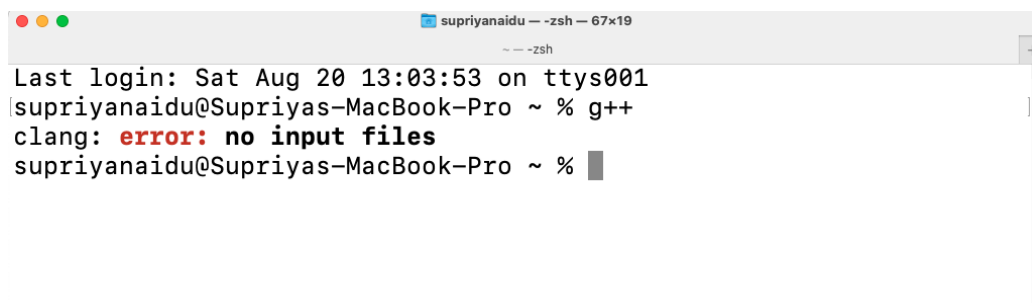 supriyanaidu — -zsh — 67×19
~ — -zsh
Last login: Sat Aug 20 13:03:53 on ttys001
[supriyanaidu@Supriyas-MacBook-Pro ~ % g++ ]
clang: error: no input files
supriyanaidu@Supriyas-MacBook-Pro ~ %